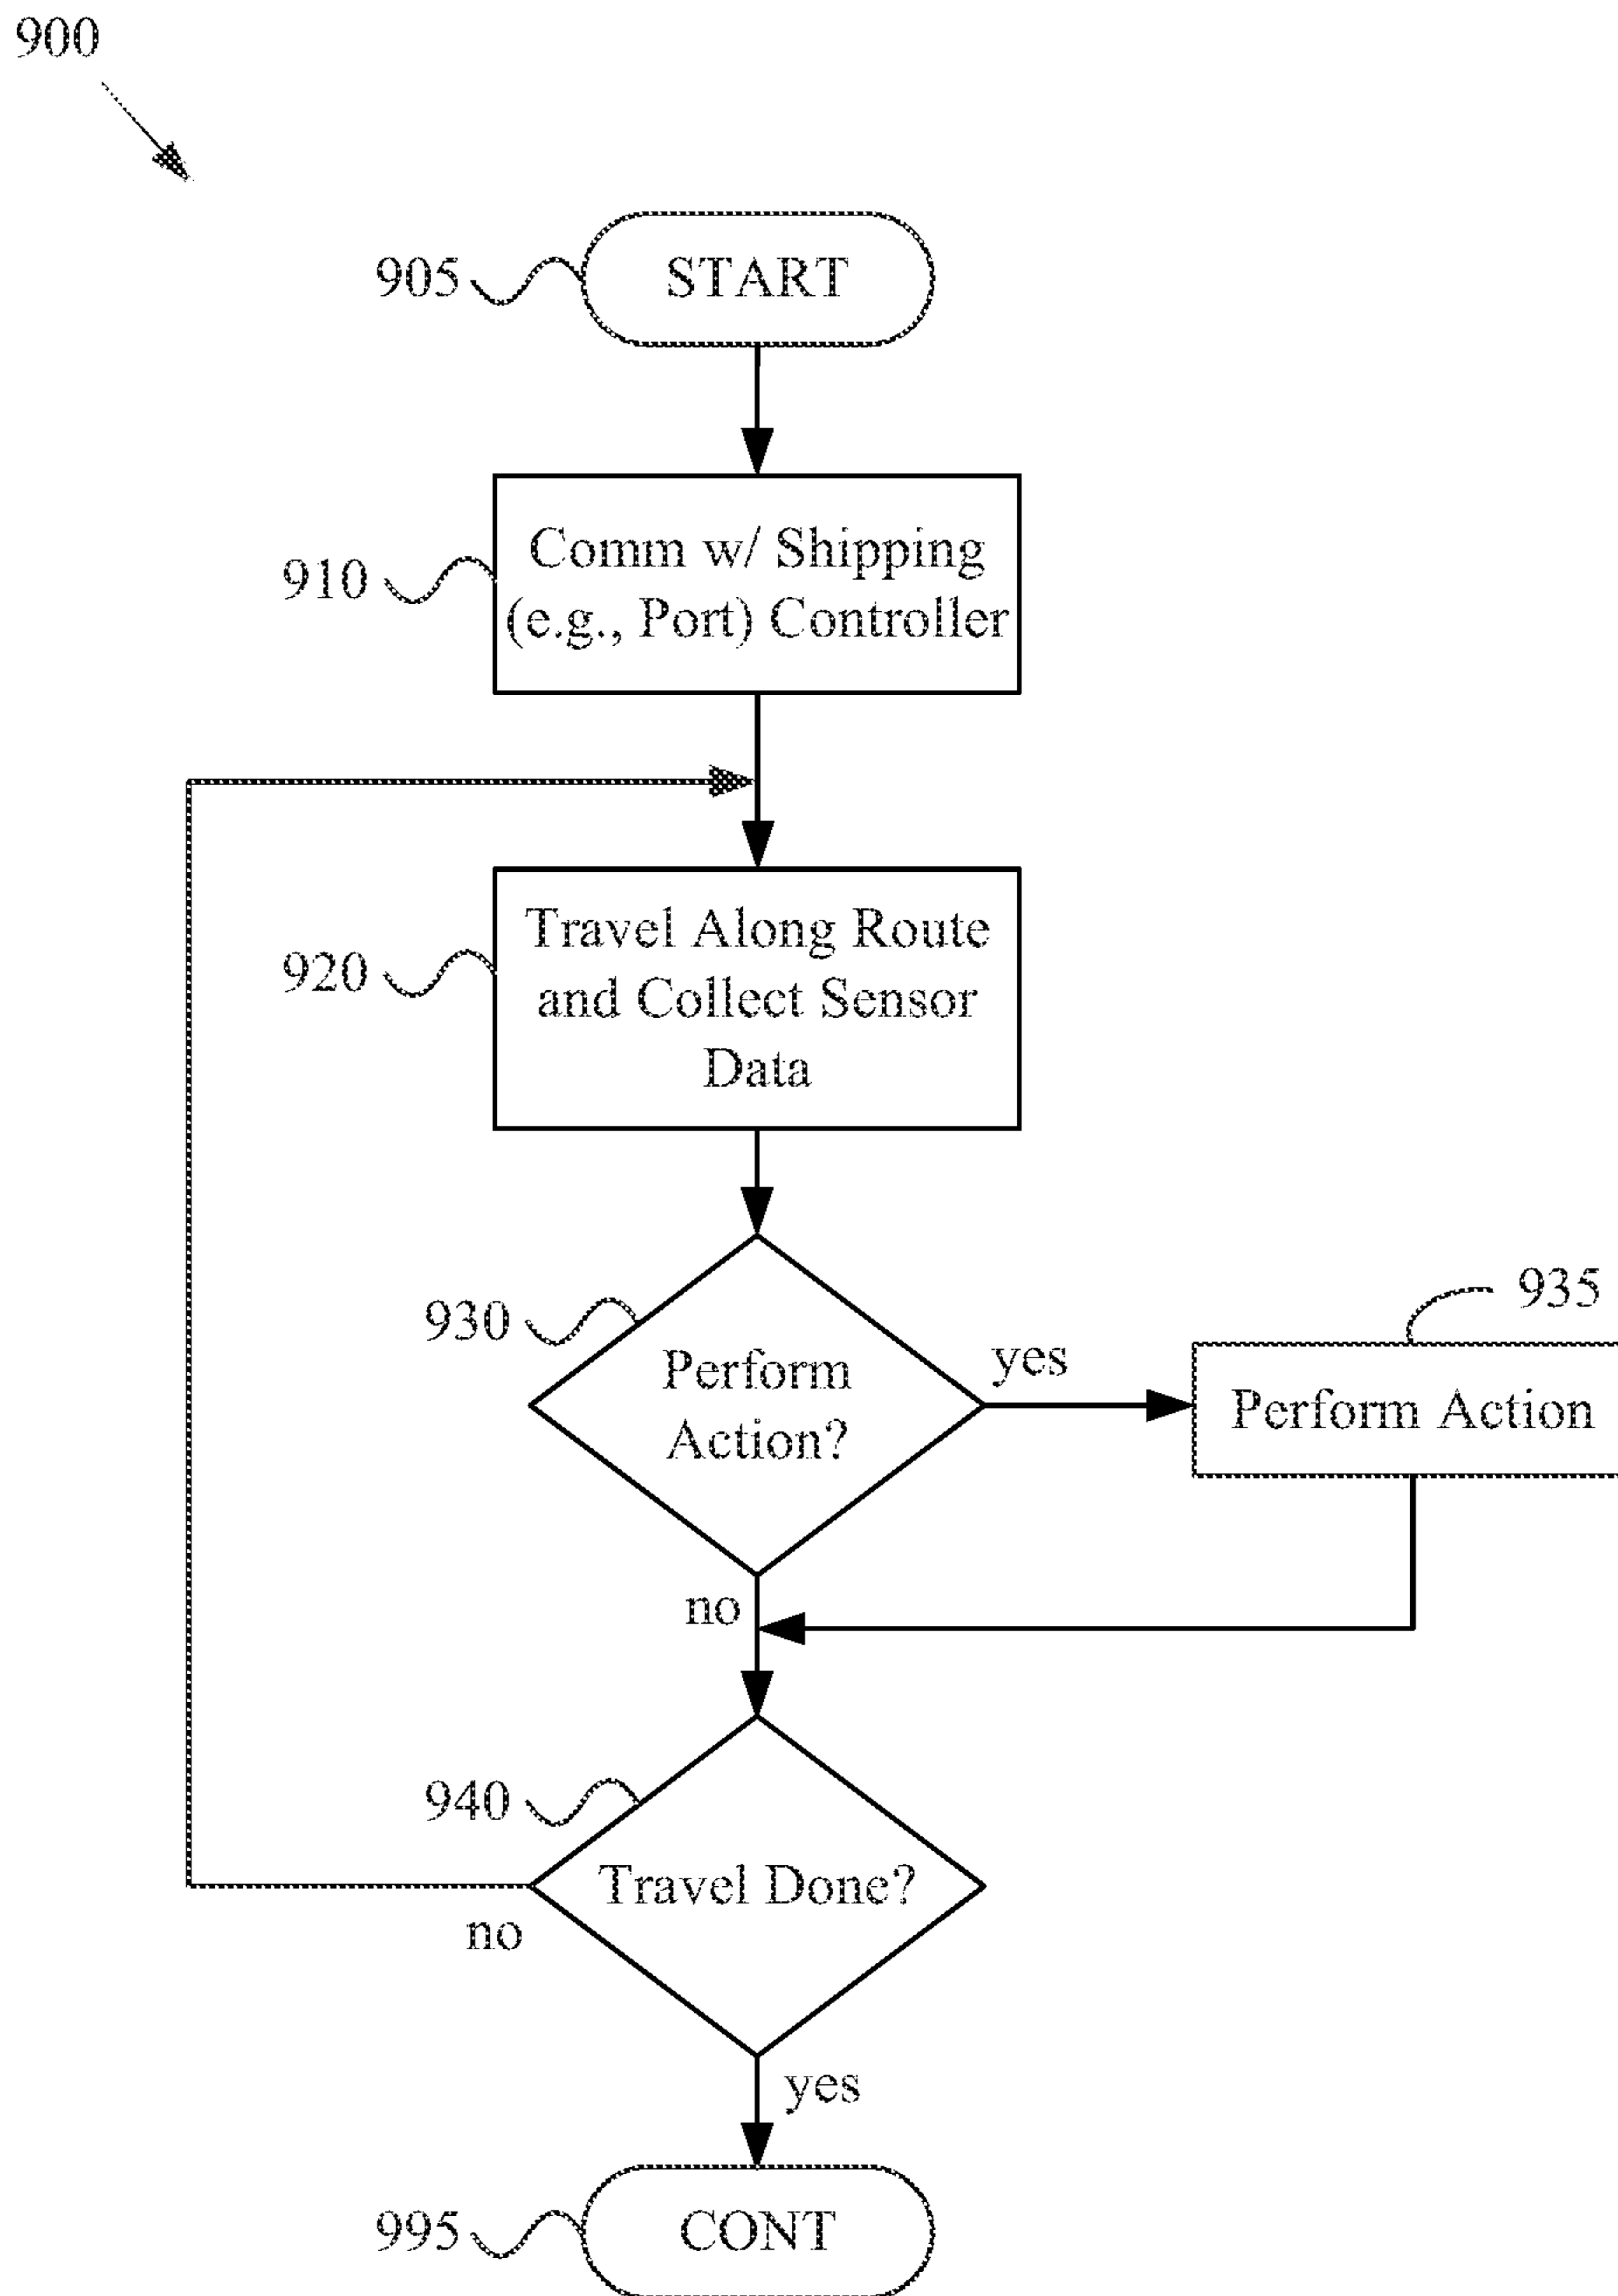 900
905
START
910
Comm w/ Shipping
(e.g., Port) Controller
920
Travel Along Route
and Collect Sensor
Data
930
Perform
Action?
yes
935
Perform Action
no
940
Travel Done?
no
yes
995
CONT